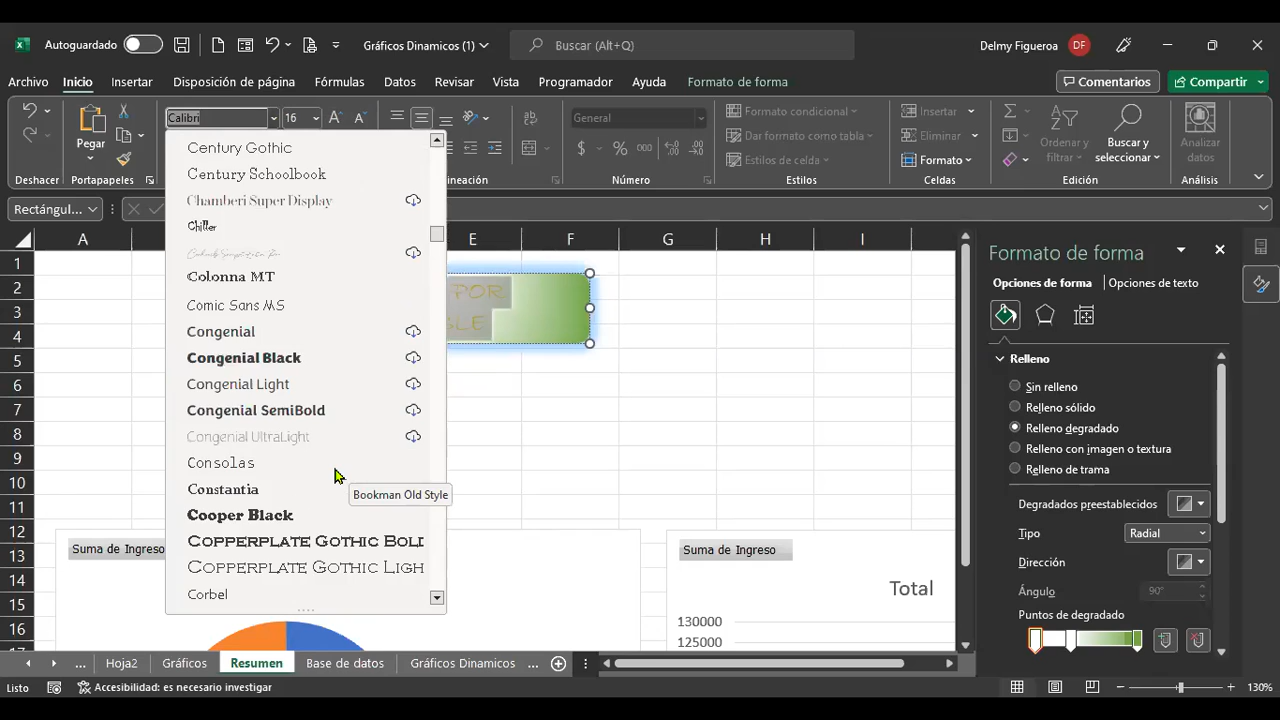 Autoguardado
Gráficos Dinamicos (1)
Buscar (Alt+Q)
Delmy Figueroa
DF
Archivo
Inicio
Insertar
Disposición de página
Fórmulas
Datos
Revisar
Vista
Programador
Ayuda
Formato de forma
Comentarios
Compartir
Pegar
Calibri
16
General
$ % 000
Formato condicional
Dar formato como tabla
Estilos de celda
Insertar
Eliminar
Formato
Ordenar y
filtrar
Buscar y
seleccionar
Analizar
datos
Deshacer
Portapapeles
lineación
Número
Estilos
Celdas
Edición
Análisis
Rectángul...
Century Gothic
Century Schoolbook
Chamberi Super Display
Chiller
Colonna MT
Comic Sans MS
Congenial
Congenial Black
Congenial Light
Congenial SemiBold
Congenial UltraLight
Consolas
Constantia
Cooper Black
Copperplate Gothic Bold
Copperplate Gothic Ligh
Corbel
Bookman Old Style
A
E
F
G
H
I
1
2
3
4
5
6
7
8
9
10
11
12
13
14
15
16
17
POR
BLE
Suma de Ingreso
Suma de Ingreso
Total
130000
125000
Formato de forma
Opciones de forma
Opciones de texto
Relleno
Sin relleno
Relleno sólido
Relleno degradado
Relleno con imagen o textura
Relleno de trama
Degradados preestablecidos
Tipo
Radial
Dirección
Ángulo
90°
Puntos de degradado
...
Hoja2
Gráficos
Resumen
Base de datos
Gráficos Dinamicos
...
Listo
Accesibilidad: es necesario investigar
130%